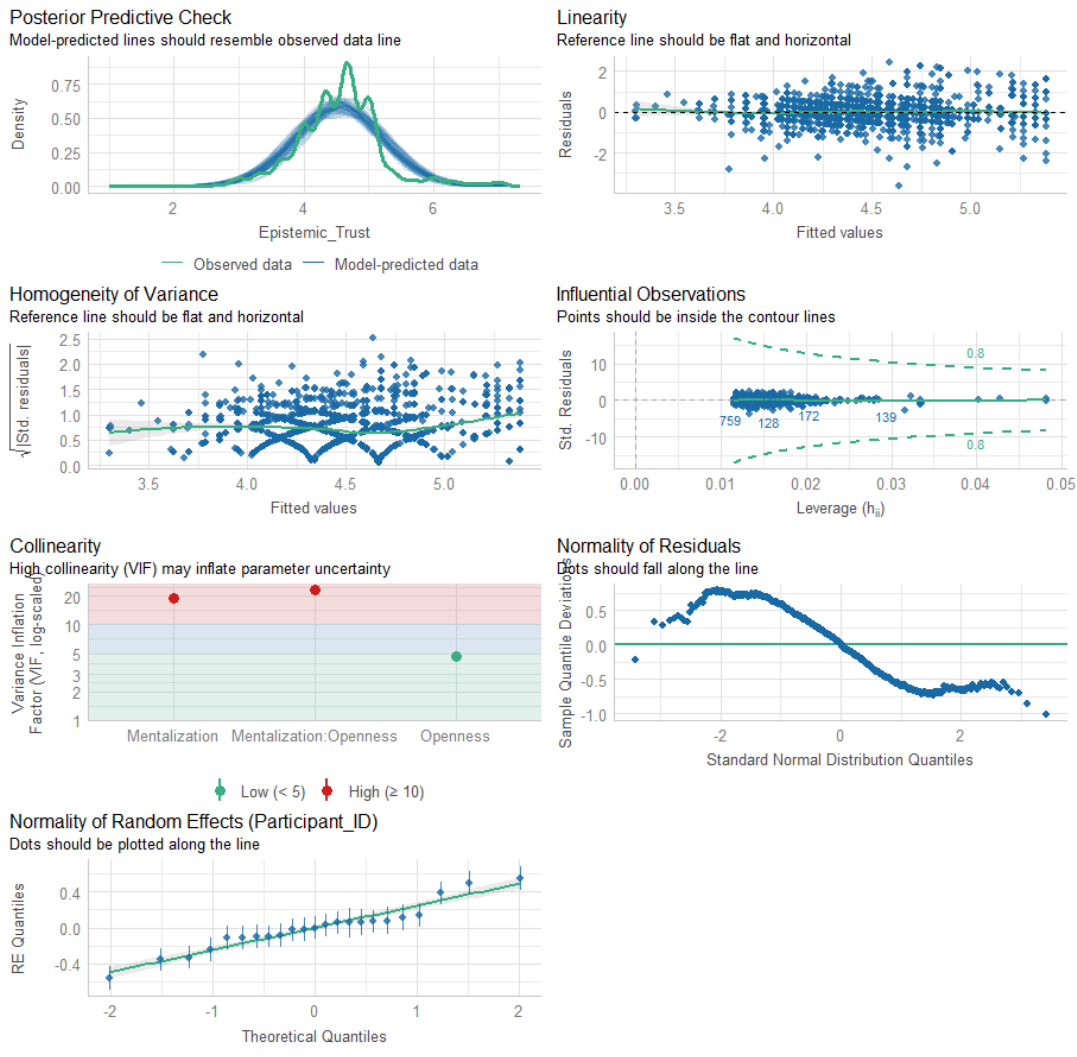 Posterior Predictive Check
Model-predicted lines should resemble observed data line
Density
0.75
0.50
0.25
0.00
2
4
6
Epistemic_Trust
Observed data
Model-predicted data
Linearity
Reference line should be flat and horizontal
Residuals
2
0
-2
3.5
4.0
4.5
5.0
Fitted values
Homogeneity of Variance
Reference line should be flat and horizontal
√|Std. residuals|
2.5
2.0
1.5
1.0
0.5
0.0
3.5
4.0
4.5
5.0
Fitted values
Influential Observations
Points should be inside the contour lines
Std. Residuals
10
0
-10
0.8
0.8
759
128
172
139
0.00
0.01
0.02
0.03
0.04
0.05
Leverage (hii)
Collinearity
High collinearity (VIF) may inflate parameter uncertainty
Variance Inflation
Factor (VIF, log-scaled)
20
10
5
3
2
1
Mentalization
Mentalization:Openness
Openness
Low (< 5)
High (≥ 10)
Normality of Residuals
Dots should fall along the line
Sample Quantile Deviations
0.5
0.0
-0.5
-1.0
-2
0
2
Standard Normal Distribution Quantiles
Normality of Random Effects (Participant_ID)
Dots should be plotted along the line
RE Quantiles
0.4
0.0
-0.4
-2
-1
0
1
2
Theoretical Quantiles